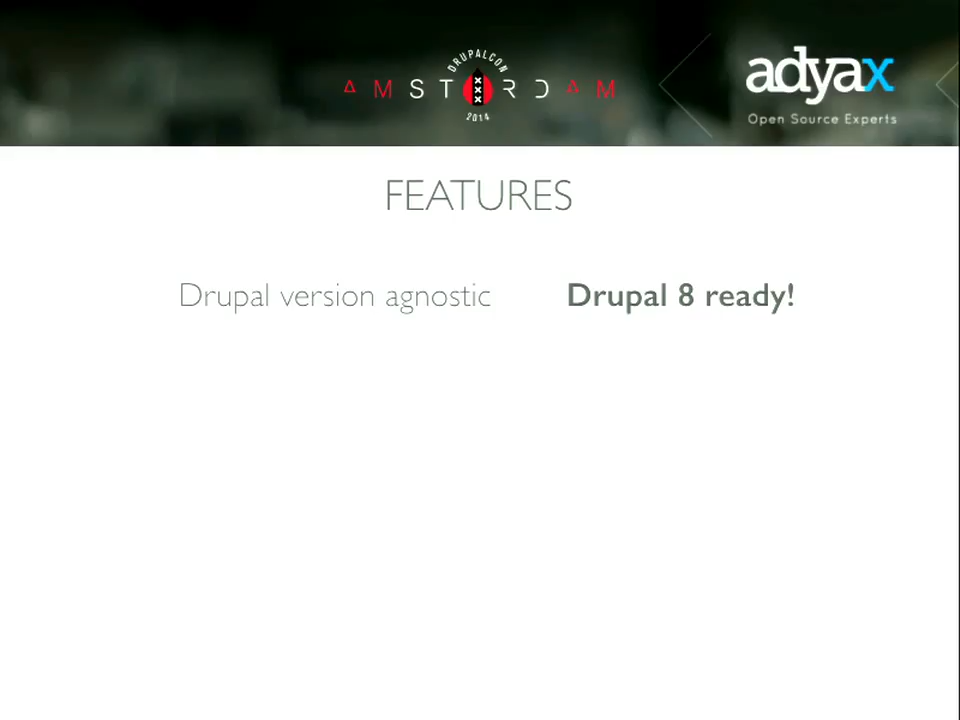 DRUPALCON
AMSTERDAM
2014
adyax
Open Source Experts
FEATURES
Drupal version agnostic
Drupal 8 ready!